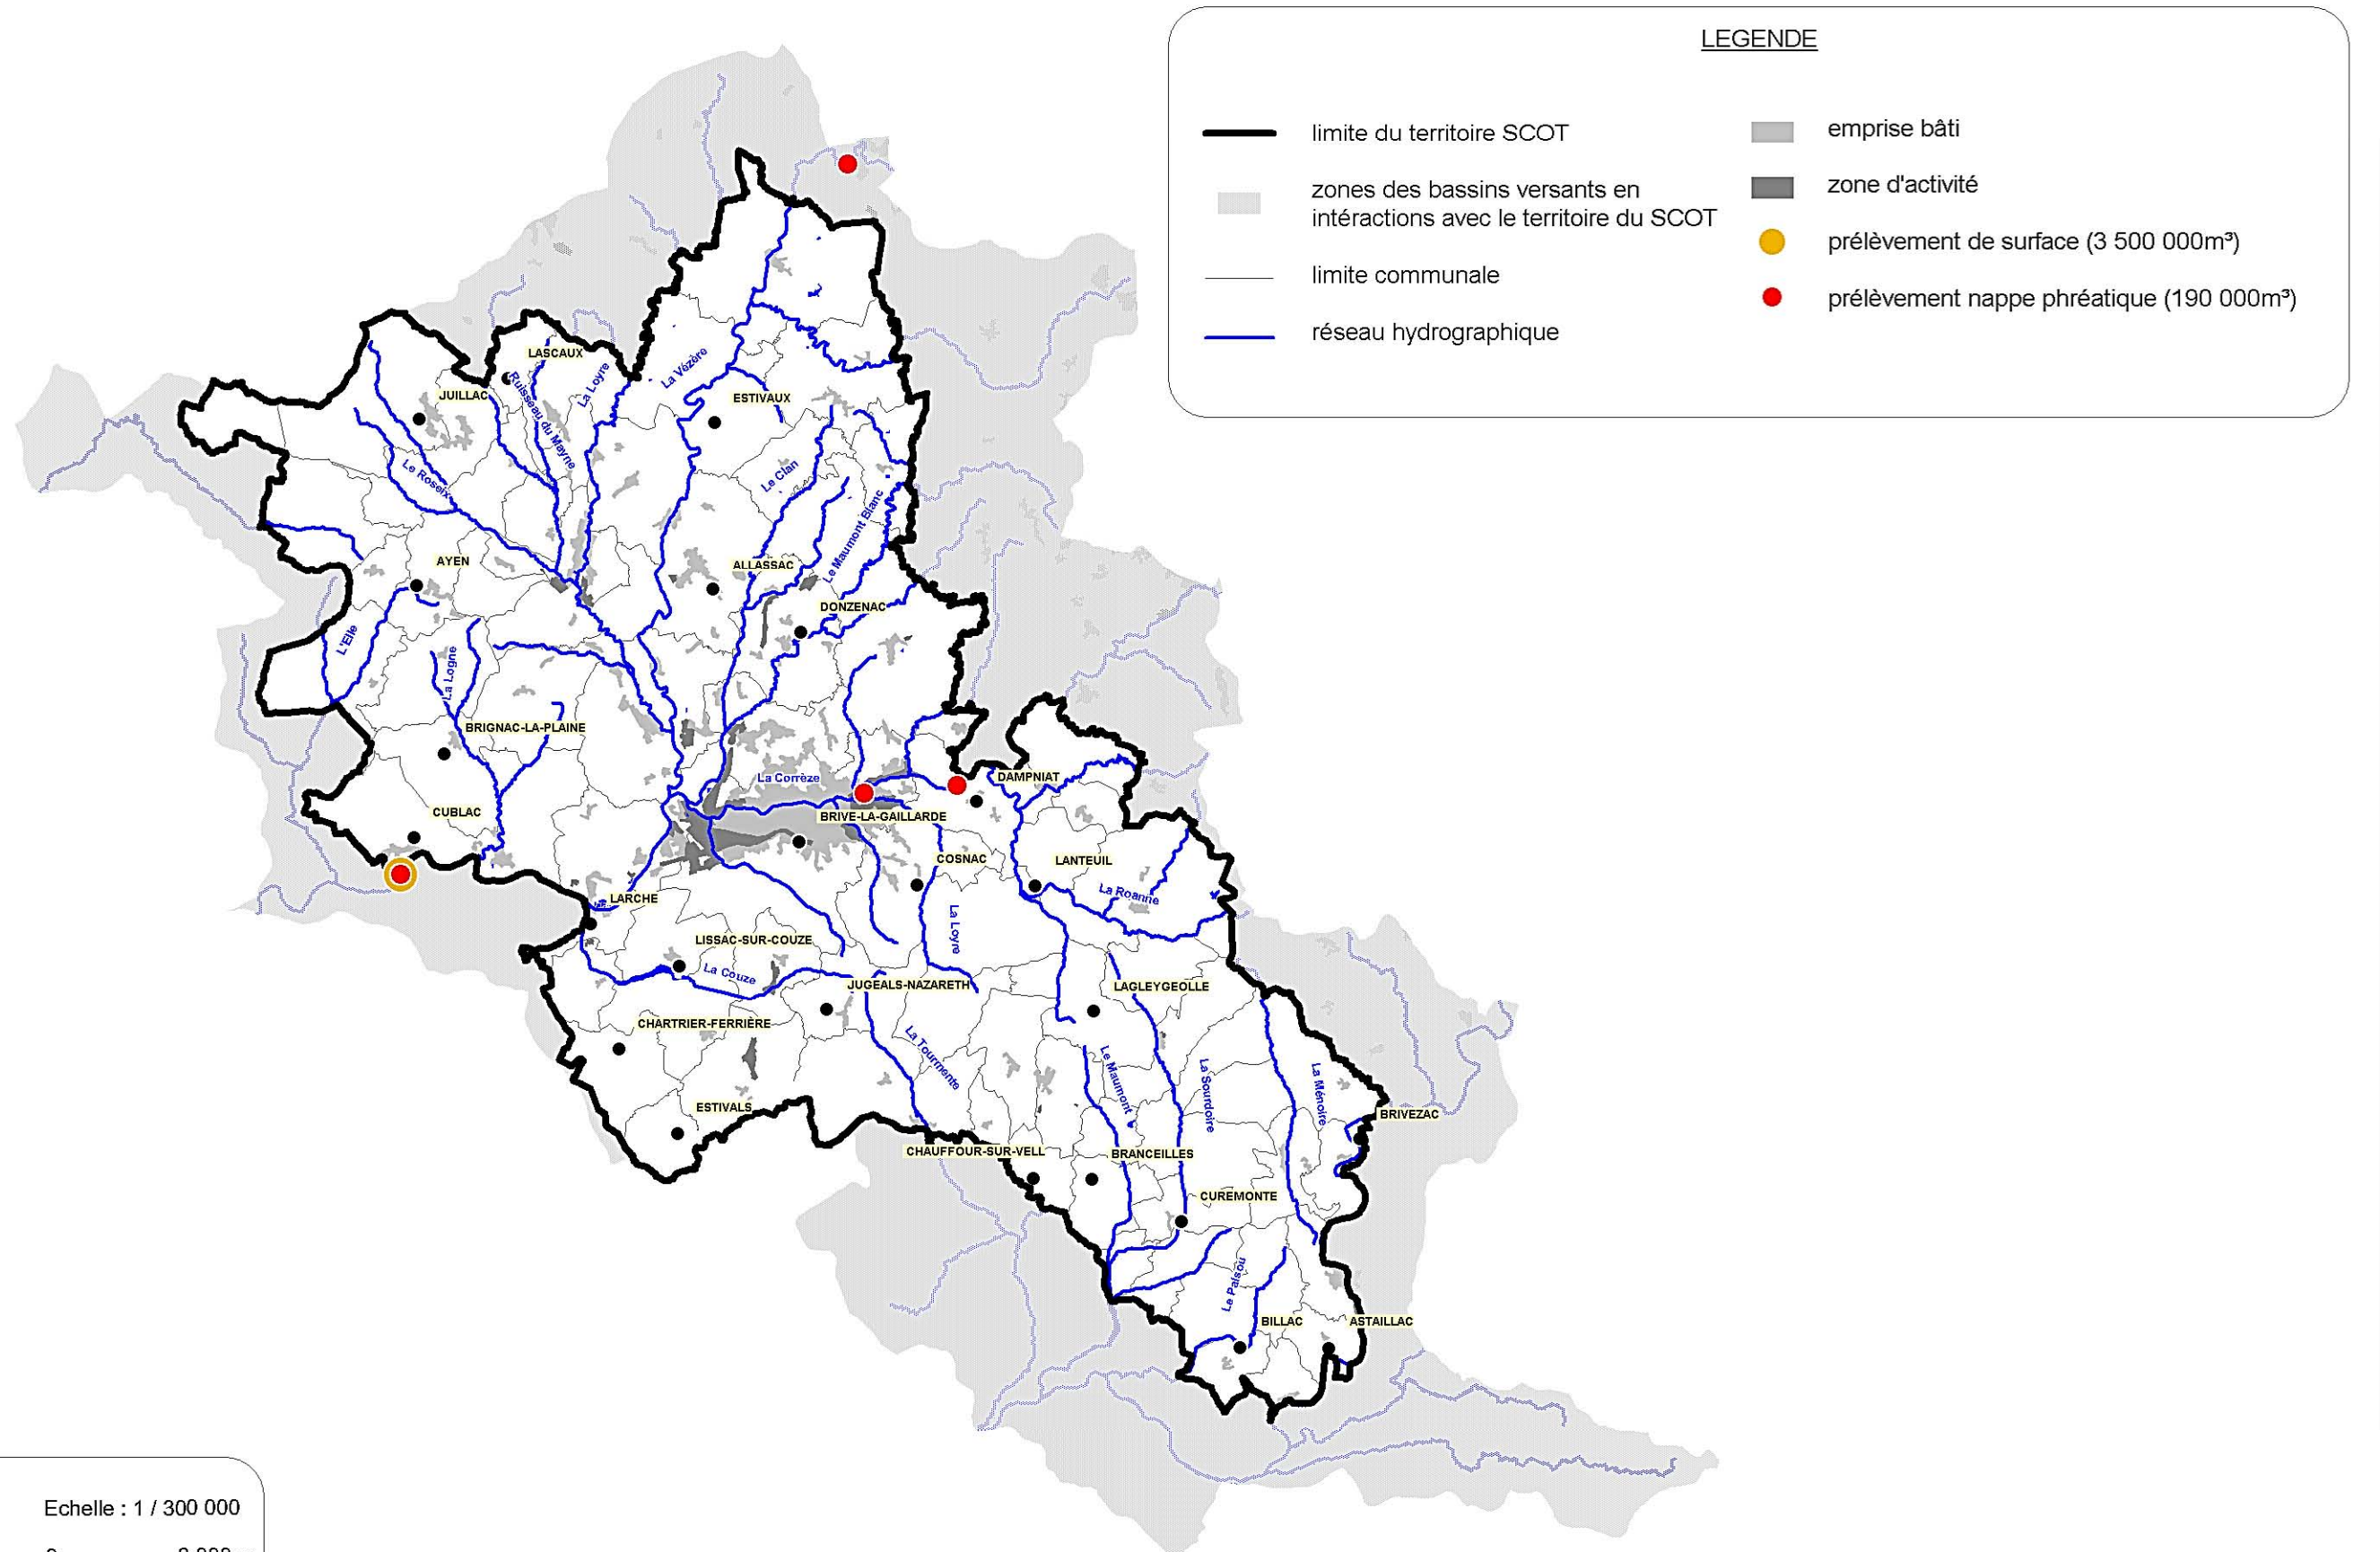 LEGENDE
limite du territoire SCOT
zones des bassins versants en
intéractions avec le territoire du SCOT
limite communale
réseau hydrographique
emprise bâti
zone d'activité
prélèvement de surface (3 500 000m³)
prélèvement nappe phréatique (190 000m³)
LASCAUX
JUILLAC
Ruisseau du Mayne
La Loyre
La Vézère
ESTIVAUX
Le Roseix
Le Clan
Le Maumont Blanc
AYEN
ALLASSAC
DONZENAC
L'Elle
La Logne
BRIGNAC-LA-PLAINE
La Corrèze
DAMPNIAT
CUBLAC
BRIVE-LA-GAILLARDE
COSNAC
LANTEUIL
La Roanne
LARCHE
La Loyre
LISSAC-SUR-COUZE
La Couze
JUGEALS-NAZARETH
LAGLEYGEOLLE
CHARTRIER-FERRIÈRE
La Tourmente
Le Maumont
La Sourdoire
La Ménoire
ESTIVALS
BRIVEZAC
CHAUFFOUR-SUR-VELL
BRANCEILLES
CUREMONTE
Le Palsou
BILLAC
ASTAILLAC
Echelle : 1 / 300 000